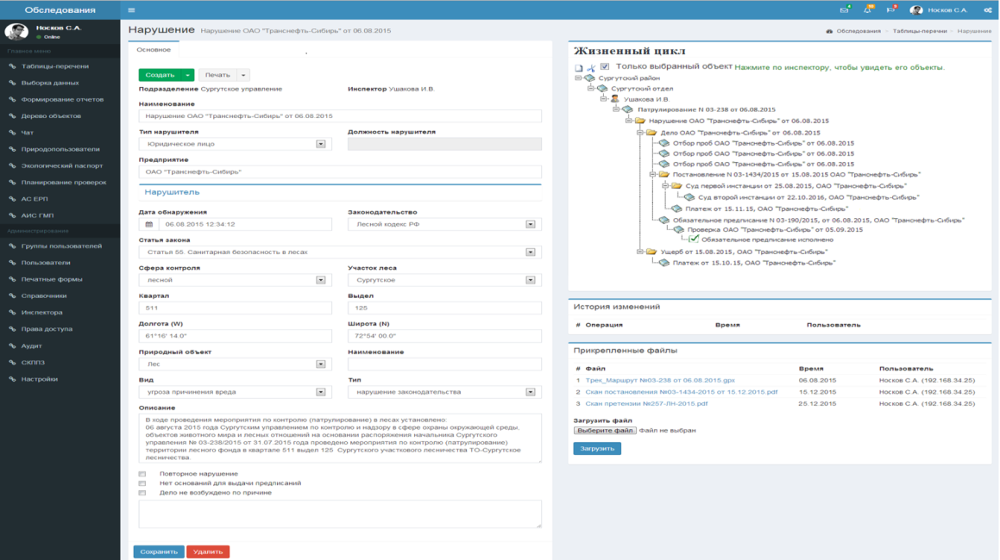 Обследования
Носков С.А.
Носков С.А.
Online
Главное меню
Таблицы-перечени
Выборка данных
Формирование отчетов
Дерево объектов
Чат
Природопользователи
Экологический паспорт
Планирование проверок
АС ЕРП
АИС ГМП
Администрирование
Группы пользователей
Пользователи
Печатные формы
Справочники
Инспектора
Права доступа
Аудит
СКППЗ
Настройки
Нарушение Нарушение ОАО "Транснефть-Сибирь" от 06.08.2015
Обследования - Таблицы-перечни - Нарушение
Основное
Создать Печать
Подразделение Сургутское управление Инспектор Ушакова И.В.
Наименование
Нарушение ОАО "Транснефть-Сибирь" от 06.08.2015
Тип нарушителя Должность нарушителя
Юридическое лицо
Предприятие
ОАО "Транснефть-Сибирь"
Нарушитель
Дата обнаружения Законодательство
06.08.2015 12:34:12 Лесной кодекс РФ
Статья закона
Статья 55. Санитарная безопасность в лесах
Сфера контроля Участок леса
лесной Сургутское
Квартал Выдел
511 125
Долгота (W) Широта (N)
61°16' 14.0" 72°54' 00.0"
Природный объект Наименование
Лес
Вид Тип
угроза причинения вреда нарушение законодательства
Описание
В ходе проведения мероприятия по контролю (патрулирование) в лесах установлено:
06 августа 2015 года Сургутским управлением по контролю и надзору в сфере охраны окружающей среды,
объектов животного мира и лесных отношений на основании распоряжения начальника Сургутского
управления № 03-238/2015 от 31.07.2015 года проведено мероприятия по контролю (патрулирование)
территории лесного фонда в квартале 511 выдел 125 Сургутского участкового лесничества ТО-Сургутское
лесничества.
Повторное нарушение
Нет оснований для выдачи предписаний
Дело не возбуждено по причине
Сохранить Удалить
Жизненный цикл
Только выбранный объект Нажмите по инспектору, чтобы увидеть его объекты.
Сургутский район
Сургутский отдел
Ушакова И.В.
Патрулирование N 03-238 от 06.08.2015
Нарушение ОАО "Транснефть-Сибирь" от 06.08.2015
Дело ОАО "Транснефть-Сибирь" от 06.08.2015
Отбор проб ОАО "Транснефть-Сибирь" от 06.08.2015
Отбор проб ОАО "Транснефть-Сибирь" от 06.08.2015
Отбор проб ОАО "Транснефть-Сибирь" от 06.08.2015
Постановление N 03-1434/2015 от 15.08.2015 ОАО "Транснефть-Сибирь"
Суд первой инстанции от 25.08.2015, ОАО "Транснефть-Сибирь"
Суд второй инстанции от 22.10.2016, ОАО "Транснефть-Сибирь"
Платеж от 15.11.15, ОАО "Транснефть-Сибирь"
Обязательное предписание N 03-190/2015, от 06.08.2015, ОАО "Транснефть-Сибирь"
Проверка ОАО "Транснефть-Сибирь" от 05.09.2015
Обязательное предписание исполнено
Ущерб от 15.08.2015, ОАО "Транснефть-Сибирь"
Платеж от 15.10.15, ОАО "Транснефть-Сибирь"
История изменений
# Операция Время Пользователь
Прикрепленные файлы
# Файл Время Пользователь
1 Трек_Маршрут №03-238 от 06.08.2015.gpx 06.08.2015 Носков С.А. (192.168.34.25)
2 Скан постановления №03-1434-2015 от 15.12.2015.pdf 15.12.2015 Носков С.А. (192.168.34.25)
3 Скан претензии №257-ЛН-2015.pdf 25.12.2015 Носков С.А. (192.168.34.25)
Загрузить файл
Выберите файл Файл не выбран
Загрузить